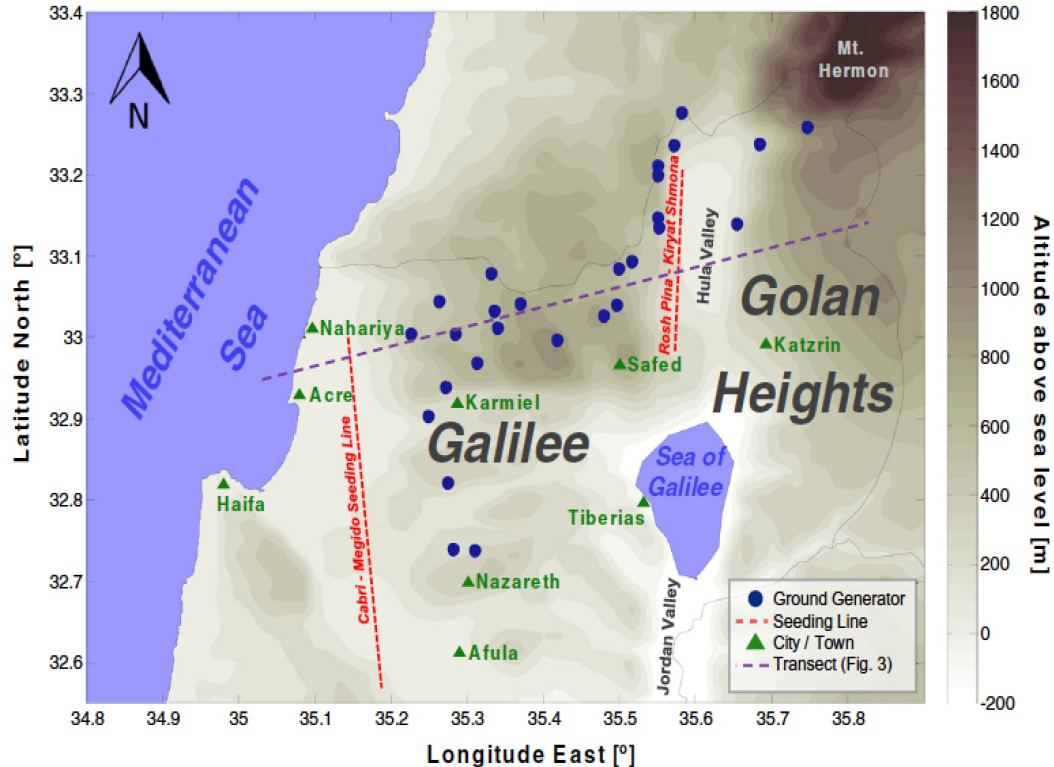 33.4
33.3
33.2
33.1
33
32.9
32.8
32.7
32.6
Latitude North [º]
34.8
34.9
35
35.1
35.2
35.3
35.4
35.5
35.6
35.7
35.8
Longitude East [º]
N
Mediterranean
Sea
Mt.
Hermon
Rosh Pina - Kiryat Shmona
Hula Valley
Golan
Heights
Nahariya
Acre
Safed
Katzrin
Karmiel
Galilee
Cabri - Megido Seeding Line
Haifa
Sea of
Galilee
Tiberias
Nazareth
Afula
Jordan Valley
Ground Generator
Seeding Line
City / Town
Transect (Fig. 3)
1800
1600
1400
1200
1000
800
600
400
200
0
-200
Altitude above sea level [m]